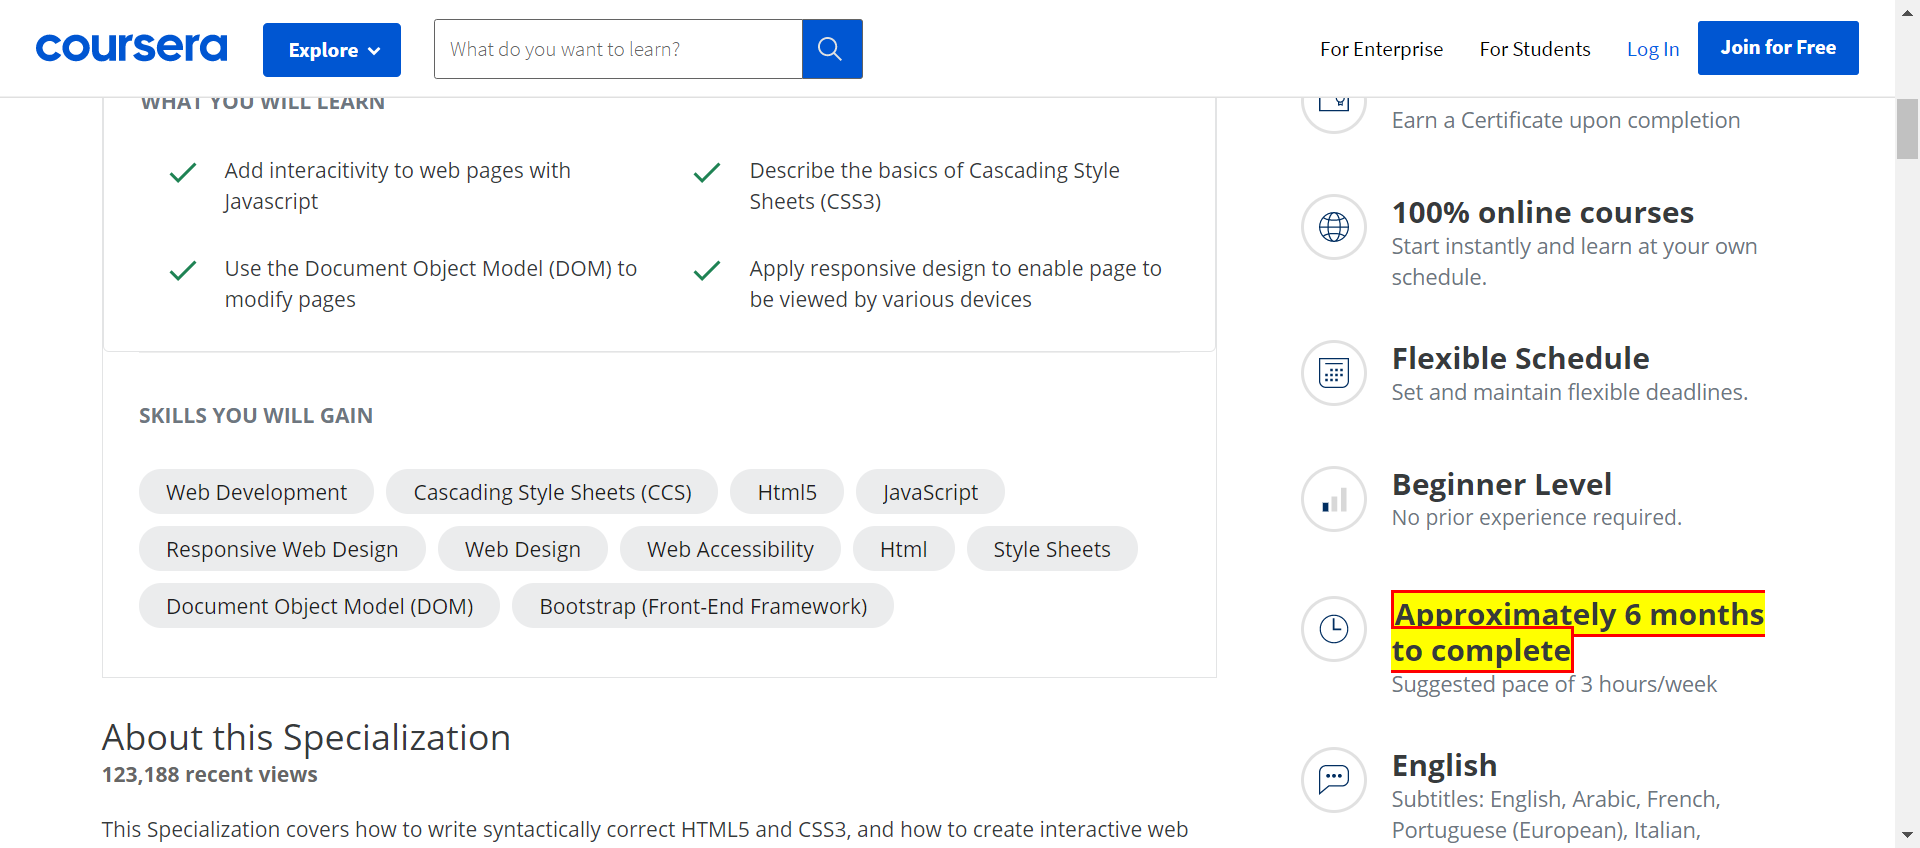 coursera
Explore
What do you want to learn?
For Enterprise
For Students
Log In
Join for Free
WHAT YOU WILL LEARN
Add interacitivity to web pages with
Javascript
Describe the basics of Cascading Style
Sheets (CSS3)
Use the Document Object Model (DOM) to
modify pages
Apply responsive design to enable page to
be viewed by various devices
SKILLS YOU WILL GAIN
Web Development
Cascading Style Sheets (CCS)
Html5
JavaScript
Responsive Web Design
Web Design
Web Accessibility
Html
Style Sheets
Document Object Model (DOM)
Bootstrap (Front-End Framework)
About this Specialization
123,188 recent views
This Specialization covers how to write syntactically correct HTML5 and CSS3, and how to create interactive web
Earn a Certificate upon completion
100% online courses
Start instantly and learn at your own
schedule.
Flexible Schedule
Set and maintain flexible deadlines.
Beginner Level
No prior experience required.
Approximately 6 months
to complete
Suggested pace of 3 hours/week
English
Subtitles: English, Arabic, French,
Portuguese (European), Italian,